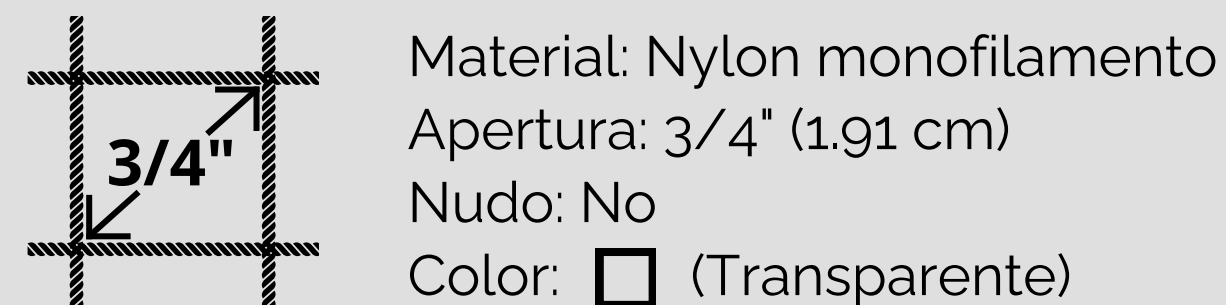 3/4"
Material: Nylon monofilamento
Apertura: 3/4" (1.91 cm)
Nudo: No
Color: (Transparente)